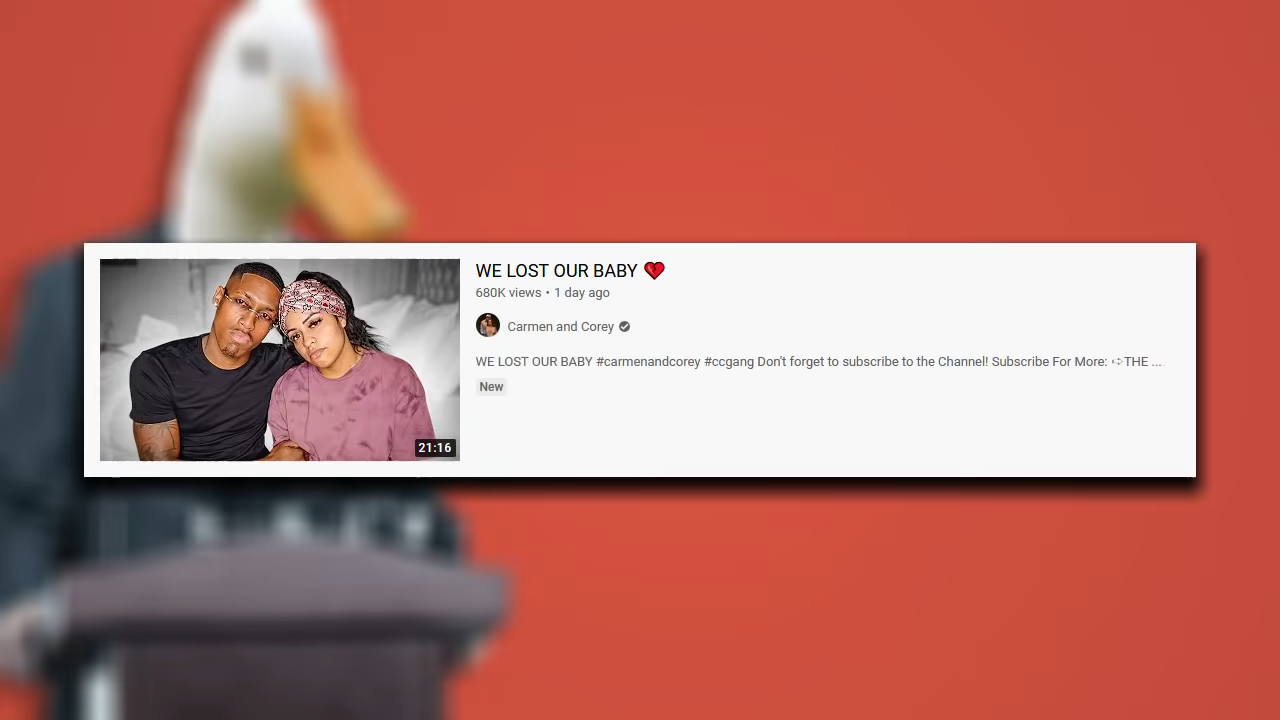 WE LOST OUR BABY 💔
680K views • 1 day ago
Carmen and Corey
WE LOST OUR BABY #carmenandcorey #ccgang Don't forget to subscribe to the Channel! Subscribe For More: ➪THE ...
New
21:16